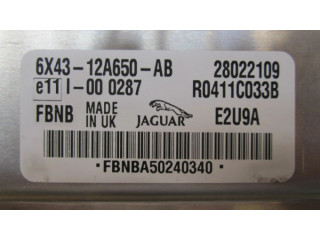 6X43-12A650-AB 28022109
e11 I-00 0287 R0411C033B
FBNB MADE IN UK JAGUAR E2U9A
*FBNBA50240340*